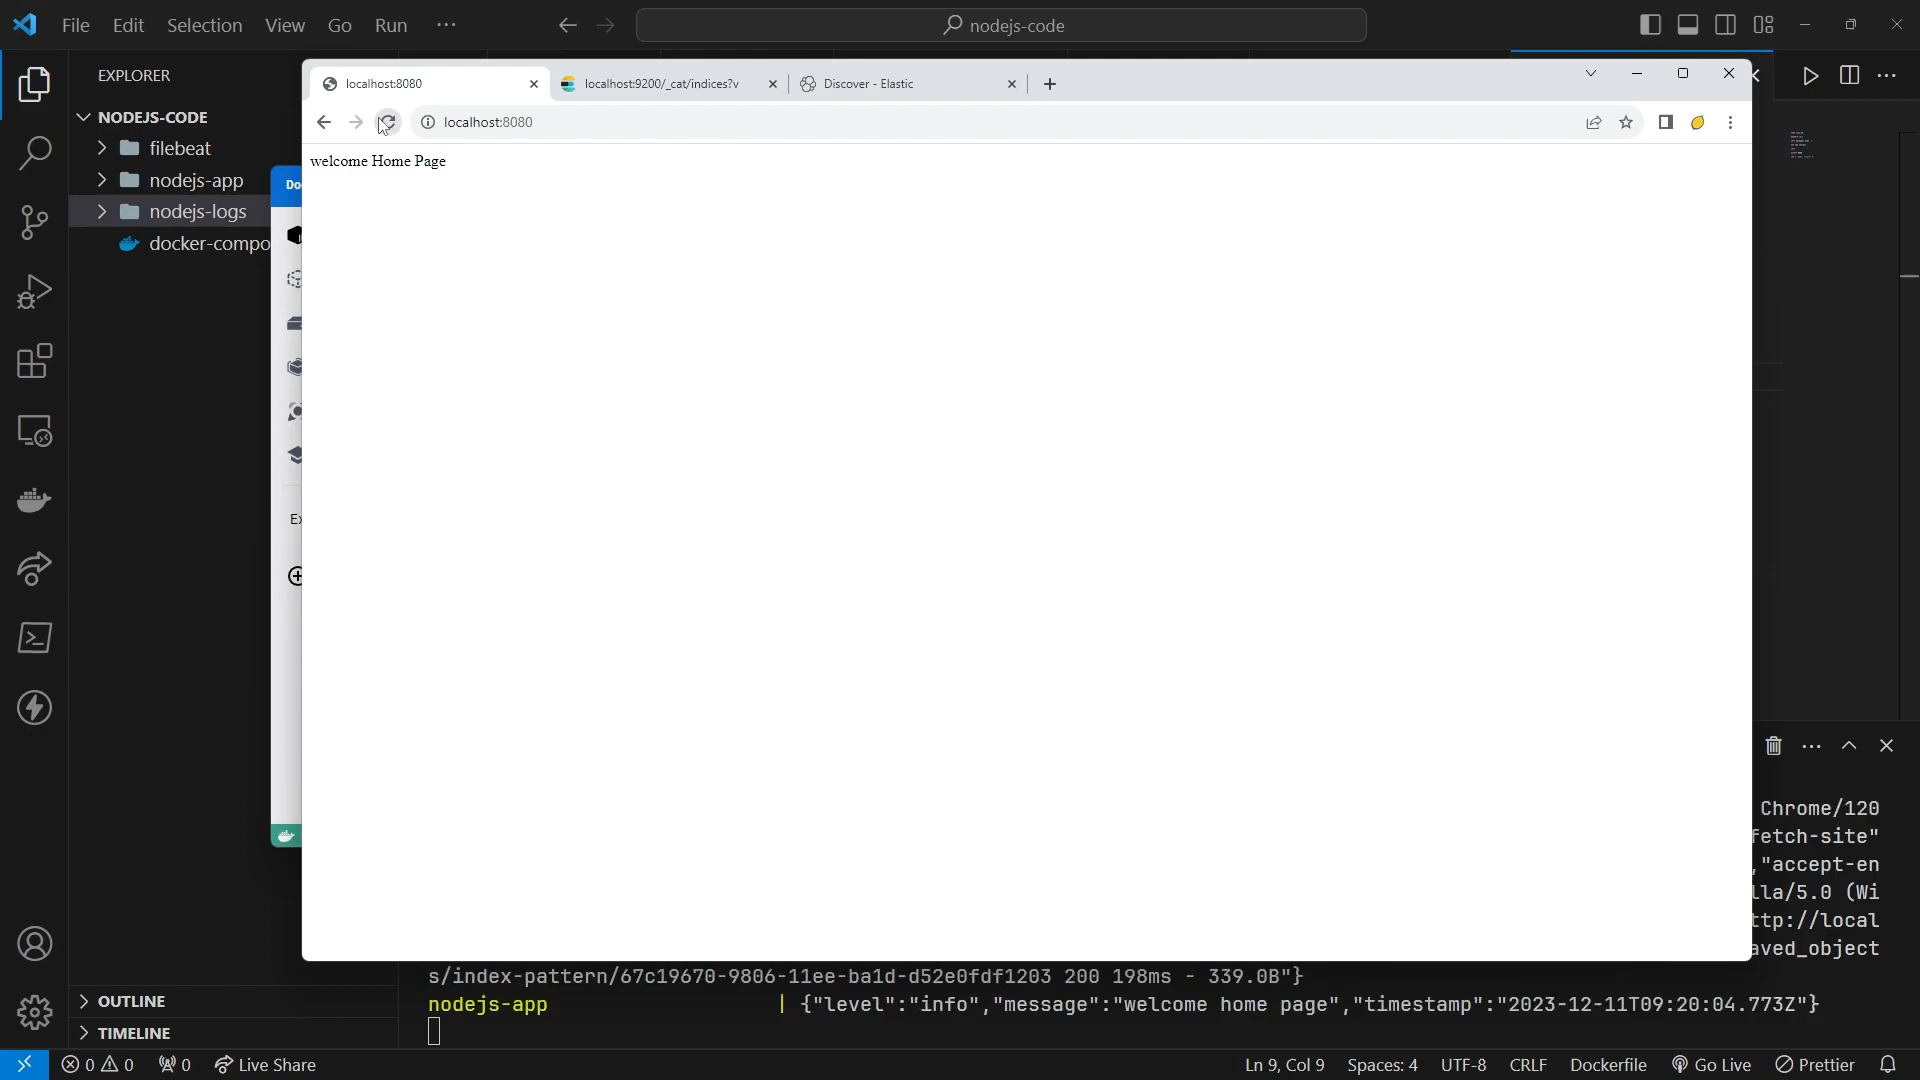 File Edit Selection View Go Run ···
nodejs-code
EXPLORER
NODEJS-CODE
filebeat
nodejs-app
nodejs-logs
docker-compo
localhost:8080
localhost:9200/_cat/indices?v
Discover - Elastic
localhost:8080
welcome Home Page
Do
Ex
Chrome/120
fetch-site"
,"accept-en
lla/5.0 (Wi
ttp://local
aved_object
s/index-pattern/67c19670-9806-11ee-ba1d-d52e0fdf1203 200 198ms - 339.0B"}
nodejs-app | {"level":"info","message":"welcome home page","timestamp":"2023-12-11T09:20:04.773Z"}
OUTLINE
TIMELINE
0 0 0 Live Share
Ln 9, Col 9 Spaces: 4 UTF-8 CRLF Dockerfile Go Live Prettier